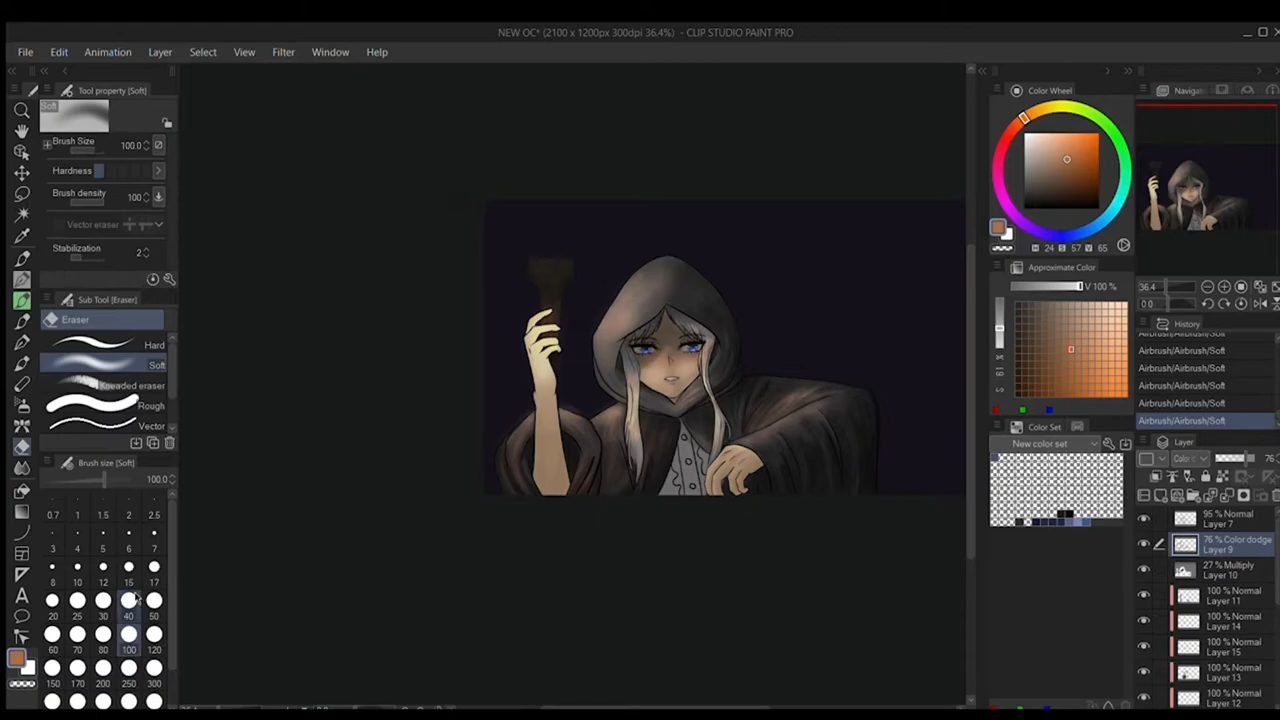 NEW OC* (2100 x 1200px 300dpi 36.4%) - CLIP STUDIO PAINT PRO
File Edit Animation Layer Select View Filter Window Help
Tool property [Soft]
Soft
Brush Size 100.0
Hardness
Brush density 100
Vector eraser
Stabilization 2
Sub Tool [Eraser]
Eraser
Hard
Soft
Kneaded eraser
Rough
Vector
Brush size [Soft]
100.0
0.7 1 1.5 2 2.5
3 4 5 6 7
8 10 12 15 17
20 25 30 40 50
60 70 80 100 120
150 170 200 250 300
Color Wheel
H 24 S 57 V 65
Approximate Color
V 100 %
Color Set
New color set
Navigat
36.4
0.0
History
Airbrush/Airbrush/Soft
Airbrush/Airbrush/Soft
Airbrush/Airbrush/Soft
Airbrush/Airbrush/Soft
Airbrush/Airbrush/Soft
Airbrush/Airbrush/Soft
Layer
Color 76
95 % Normal
Layer 7
76 % Color dodge
Layer 9
27 % Multiply
Layer 10
100 % Normal
Layer 11
100 % Normal
Layer 14
100 % Normal
Layer 15
100 % Normal
Layer 13
100 % Normal
Layer 12